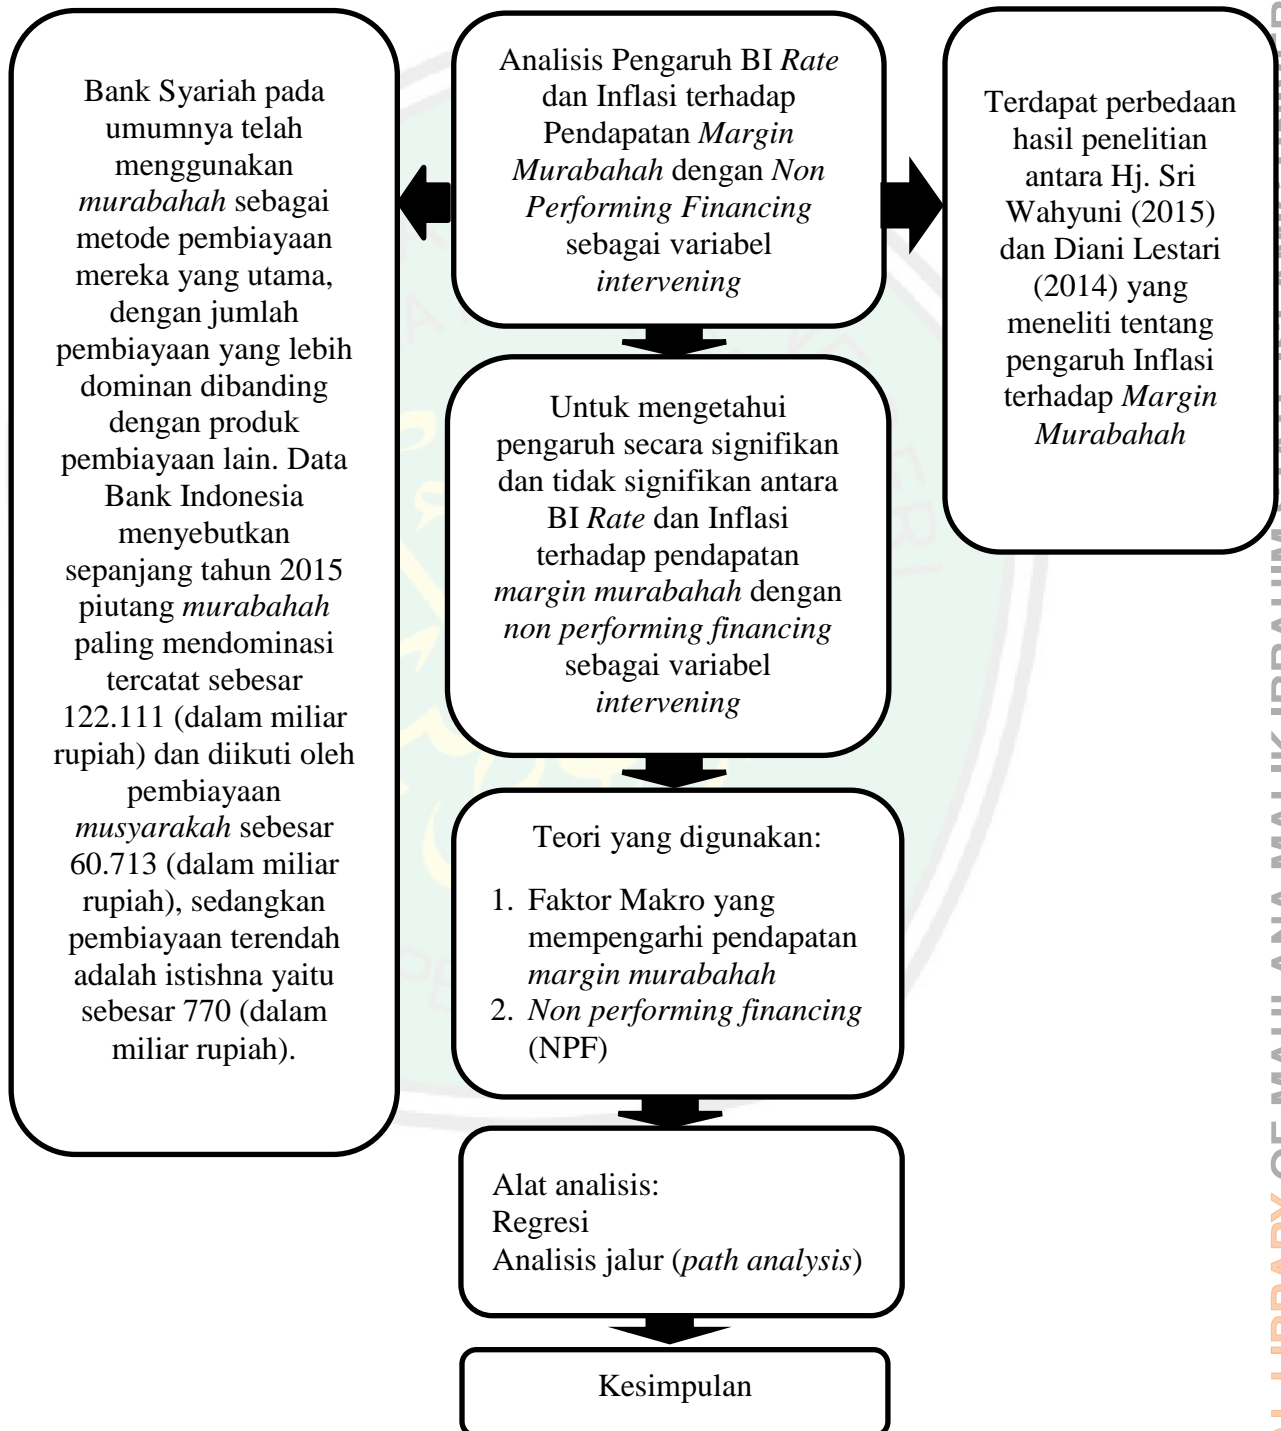 Bank Syariah pada
umumnya telah
menggunakan
murabahah sebagai
metode pembiayaan
mereka yang utama,
dengan jumlah
pembiayaan yang lebih
dominan dibanding
dengan produk
pembiayaan lain. Data
Bank Indonesia
menyebutkan
sepanjang tahun 2015
piutang murabahah
paling mendominasi
tercatat sebesar
122.111 (dalam miliar
rupiah) dan diikuti oleh
pembiayaan
musyarakah sebesar
60.713 (dalam miliar
rupiah), sedangkan
pembiayaan terendah
adalah istishna yaitu
sebesar 770 (dalam
miliar rupiah).
Analisis Pengaruh BI Rate
dan Inflasi terhadap
Pendapatan Margin
Murabahah dengan Non
Performing Financing
sebagai variabel
intervening
Terdapat perbedaan
hasil penelitian
antara Hj. Sri
Wahyuni (2015)
dan Diani Lestari
(2014) yang
meneliti tentang
pengaruh Inflasi
terhadap Margin
Murabahah
Untuk mengetahui
pengaruh secara signifikan
dan tidak signifikan antara
BI Rate dan Inflasi
terhadap pendapatan
margin murabahah dengan
non performing financing
sebagai variabel
intervening
Teori yang digunakan:
1. Faktor Makro yang
mempengarhi pendapatan
margin murabahah
2. Non performing financing
(NPF)
Alat analisis:
Regresi
Analisis jalur (path analysis)
Kesimpulan
OF MAULANA MALIK IBRAHIM